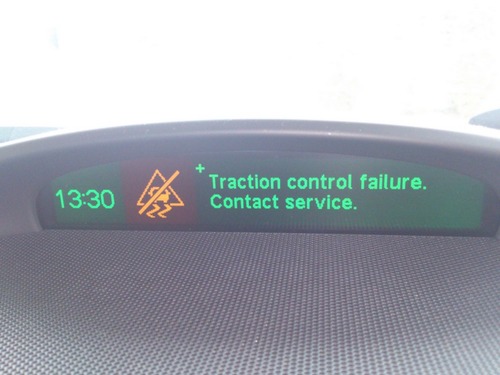 13:30
+ Traction control failure.
Contact service.